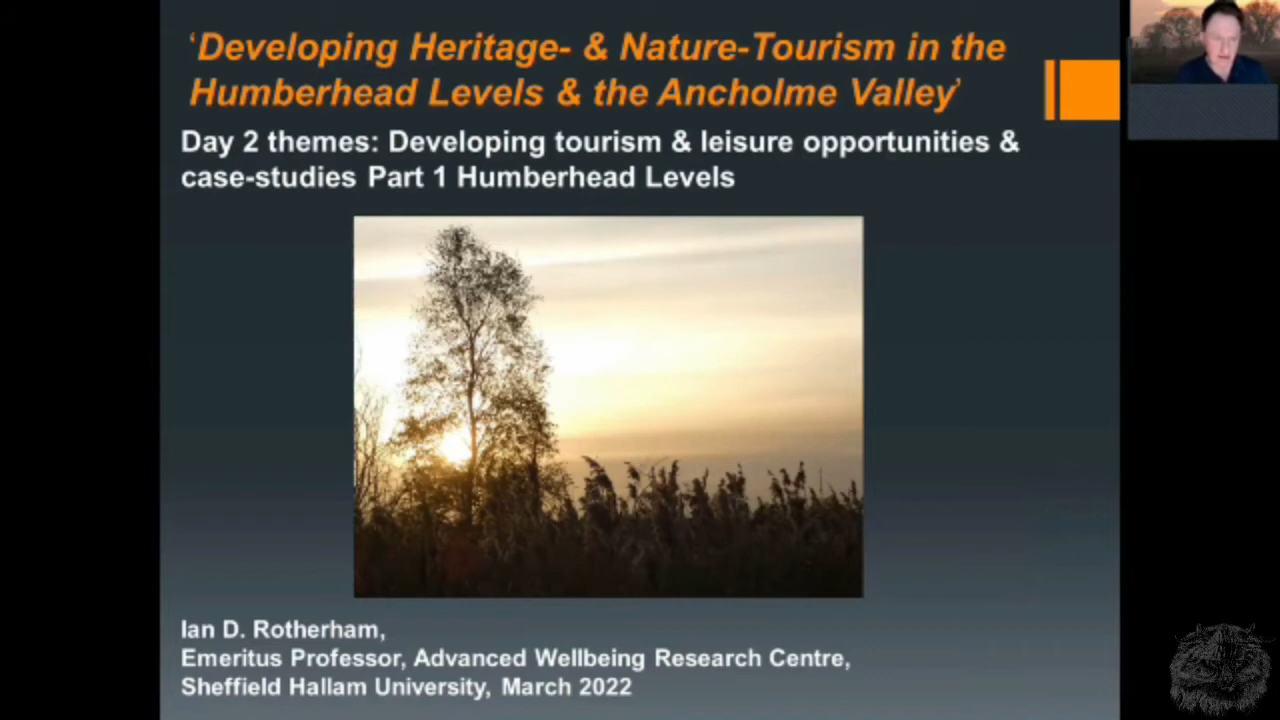 ‘Developing Heritage- & Nature-Tourism in the
Humberhead Levels & the Ancholme Valley’
Day 2 themes: Developing tourism & leisure opportunities &
case-studies Part 1 Humberhead Levels
Ian D. Rotherham,
Emeritus Professor, Advanced Wellbeing Research Centre,
Sheffield Hallam University, March 2022